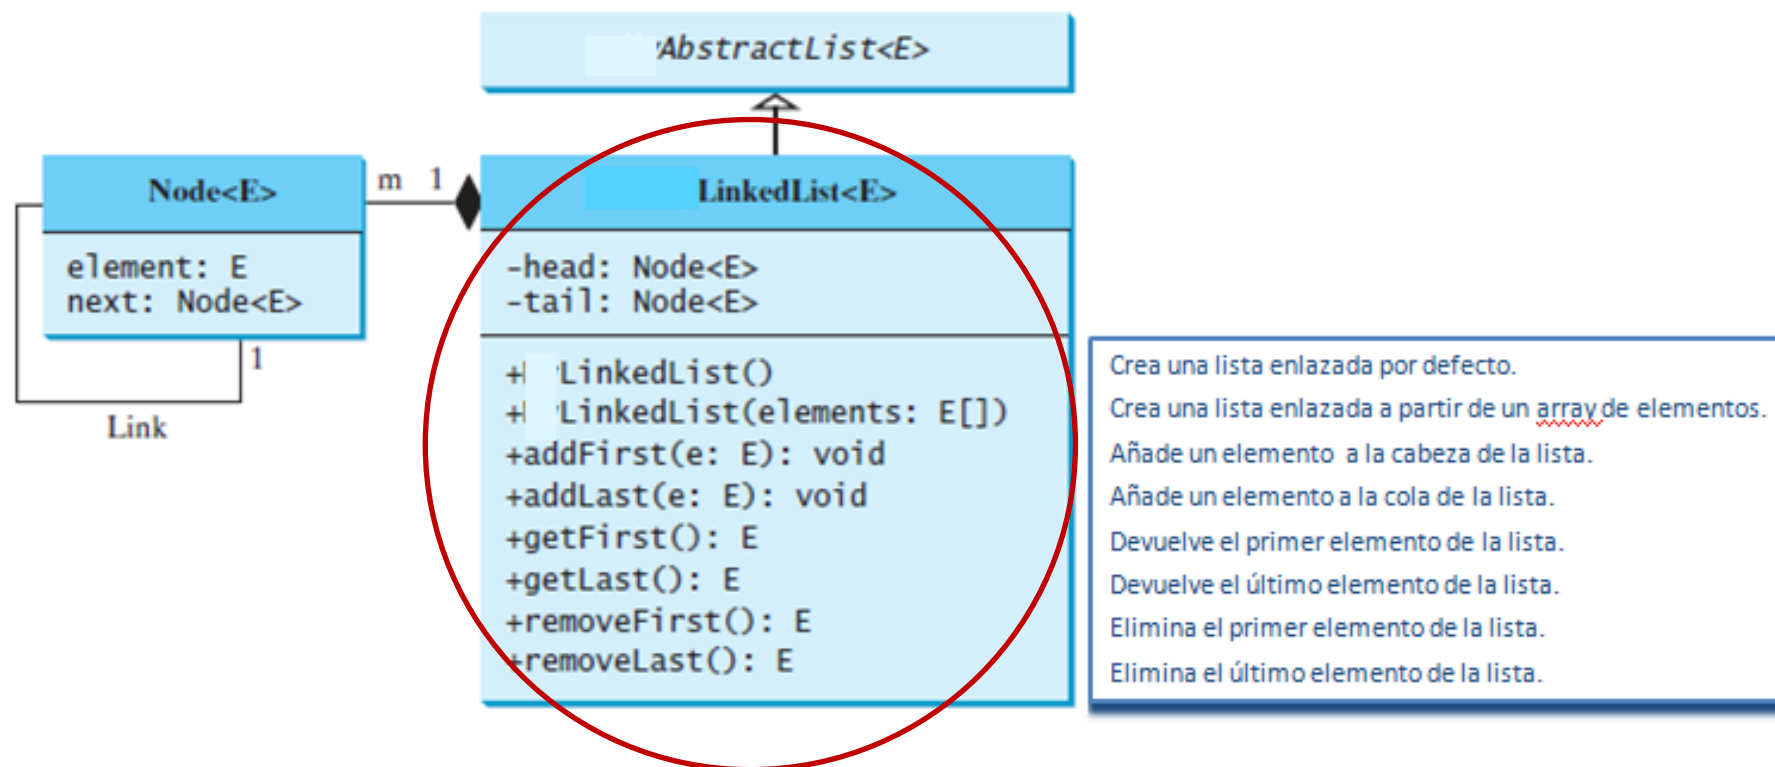 AbstractList<E>
Node<E>
m 1
LinkedList<E>
element: E
next: Node<E>
1
Link
-head: Node<E>
-tail: Node<E>
+ LinkedList()
+ LinkedList(elements: E[])
+addFirst(e: E): void
+addLast(e: E): void
+getFirst(): E
+getLast(): E
+removeFirst(): E
+removeLast(): E
Crea una lista enlazada por defecto.
Crea una lista enlazada a partir de un array de elementos.
Añade un elemento a la cabeza de la lista.
Añade un elemento a la cola de la lista.
Devuelve el primer elemento de la lista.
Devuelve el último elemento de la lista.
Elimina el primer elemento de la lista.
Elimina el último elemento de la lista.